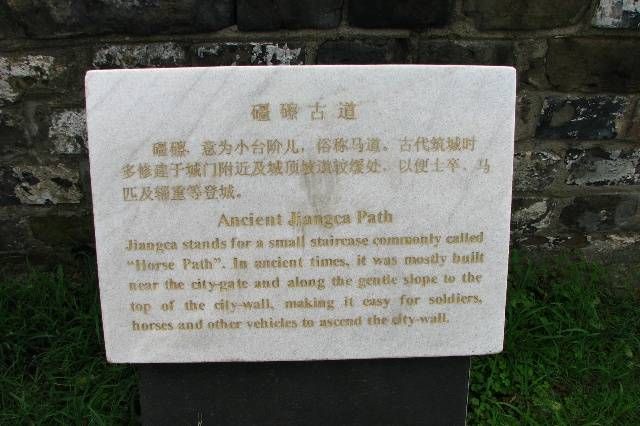 礓䃰古道
礓䃰,意为小台阶儿,俗称马道。古代筑城时
多修建于城门附近及城顶坡道较缓处,以便士卒、马
匹及辎重等登城。
Ancient Jiangca Path
Jiangca stands for a small staircase commonly called
"Horse Path". In ancient times, it was mostly built
near the city-gate and along the gentle slope to the
top of the city-wall, making it easy for soldiers,
horses and other vehicles to ascend the city-wall.